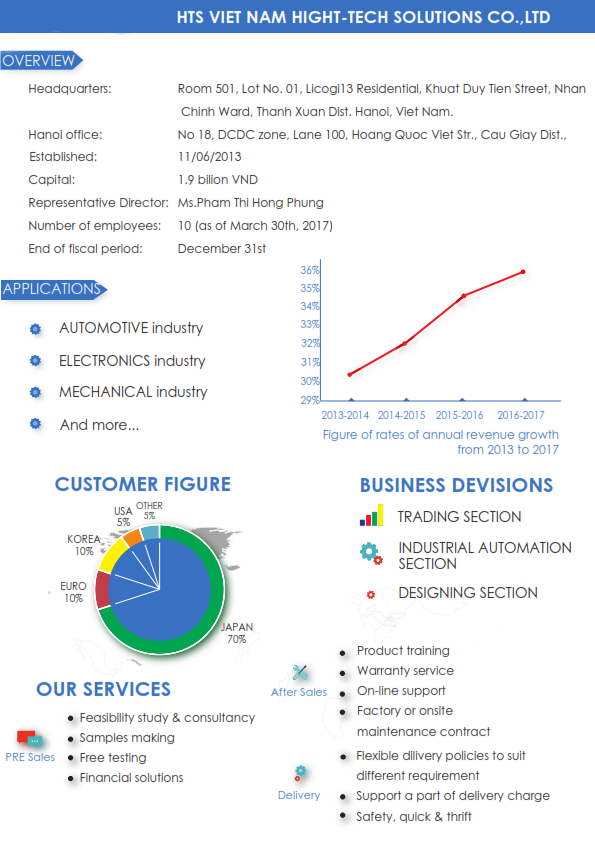 HTS VIET NAM HIGHT-TECH SOLUTIONS CO.,LTD
OVERVIEW
Headquarters: Room 501, Lot No. 01, Licogi13 Residential, Khuat Duy Tien Street, Nhan
Chinh Ward, Thanh Xuan Dist. Hanoi, Viet Nam.
Hanoi office: No 18, DCDC zone, Lane 100, Hoang Quoc Viet Str., Cau Giay Dist.,
Established: 11/06/2013
Capital: 1.9 bilion VND
Representative Director: Ms.Pham Thi Hong Phung
Number of employees: 10 (as of March 30th, 2017)
End of fiscal period: December 31st
APPLICATIONS
AUTOMOTIVE industry
ELECTRONICS industry
MECHANICAL industry
And more...
36%
35%
34%
33%
32%
31%
30%
29%
2013-2014 2014-2015 2015-2016 2016-2017
Figure of rates of annual revenue growth
from 2013 to 2017
CUSTOMER FIGURE
OTHER
5%
USA
5%
KOREA
10%
EURO
10%
JAPAN
70%
BUSINESS DEVISIONS
TRADING SECTION
INDUSTRIAL AUTOMATION
SECTION
DESIGNING SECTION
OUR SERVICES
PRE Sales
Feasibility study & consultancy
Samples making
Free testing
Financial solutions
After Sales
Product training
Warranty service
On-line support
Factory or onsite
maintenance contract
Delivery
Flexible dilivery policies to suit
different requirement
Support a part of delivery charge
Safety, quick & thrift